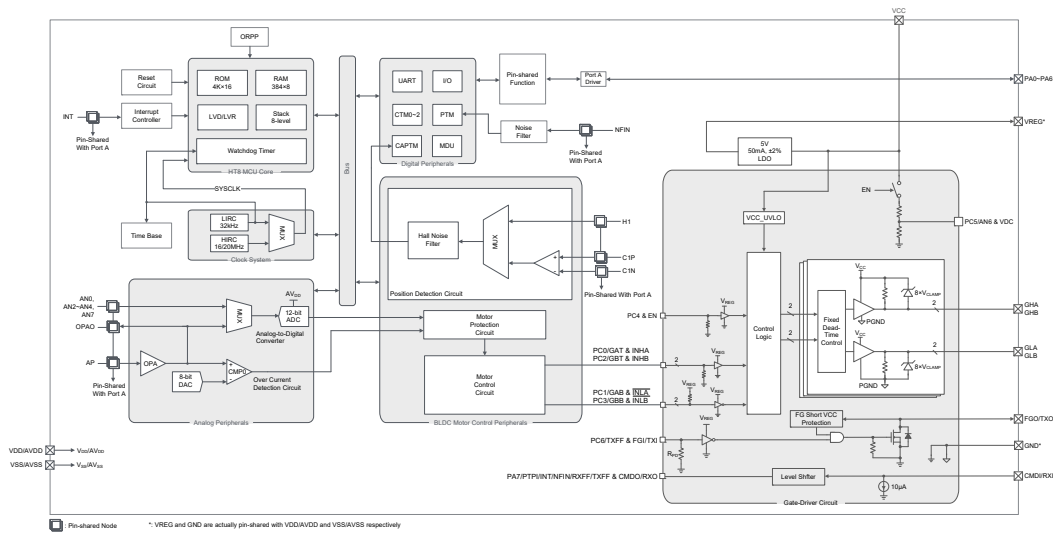 VCC
ORPP
Reset
Circuit
ROM
4K×16
RAM
384×8
UART
I/O
Pin-shared
Function
Port A
Driver
PA0~PA6
INT
Interrupt
Controller
LVD/LVR
Stack
8-level
CTM0~2
PTM
Noise
Filter
NFIN
VREG*
Pin-Shared
With Port A
Pin-Shared
With Port A
Watchdog Timer
CAPTM
MDU
5V
50mA, ±2%
LDO
HT8 MCU Core
Bus
Digital Peripherals
SYSCLK
EN
LIRC
32kHz
MUX
HIRC
16/20MHz
Clock System
Time Base
Hall Noise
Filter
MUX
H1
C1P
C1N
+
-
Position Detection Circuit
Pin-Shared With Port A
VCC_UVLO
PC5/AN6 & VDC
AN0,
AN2~AN4,
AN7
OPAO
AP
Pin-Shared
With Port A
MUX
AVDD
12-bit
ADC
Analog-to-Digital
Converter
OPA
8-bit
DAC
+
CMP0
-
Over Current
Detection Circuit
Analog Peripherals
Motor
Protection
Circuit
Motor
Control
Circuit
BLDC Motor Control Peripherals
PC4 & EN
VREG
PC0/GAT & INHA
PC2/GBT & INHB
2
VREG
PC1/GAB & INLA
PC3/GBB & INLB
2
VREG
Control
Logic
2
2
Fixed
Dead-
Time
Control
VCC
8×VCLAMP
PGND
2
GHA
GHB
VCC
8×VCLAMP
PGND
2
GLA
GLB
PC6/TXFF & FGI/TXI
VREG
RPD
FG Short VCC
Protection
FGO/TXO
GND*
PA7/PTPI/INT/NFIN/RXFF/TXFF & CMDO/RXO
Level Shfter
10μA
CMDI/RXI
Gate-Driver Circuit
VDD/AVDD
VDD/AVDD
VSS/AVSS
VSS/AVSS
: Pin-shared Node
*: VREG and GND are actually pin-shared with VDD/AVDD and VSS/AVSS respectively